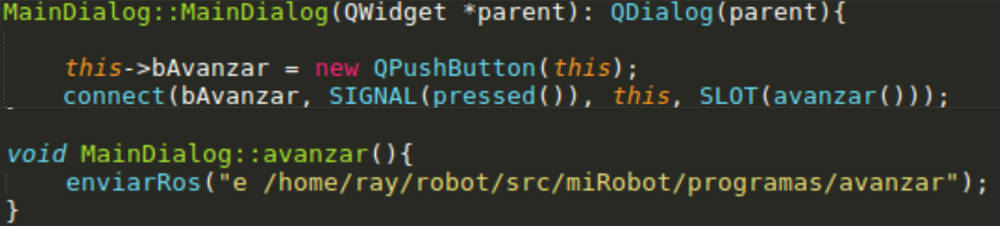 MainDialog::MainDialog(QWidget *parent): QDialog(parent){
this->bAvanzar = new QPushButton(this);
connect(bAvanzar, SIGNAL(pressed()), this, SLOT(avanzar()));
void MainDialog::avanzar(){
enviarRos("e /home/ray/robot/src/miRobot/programas/avanzar");
}